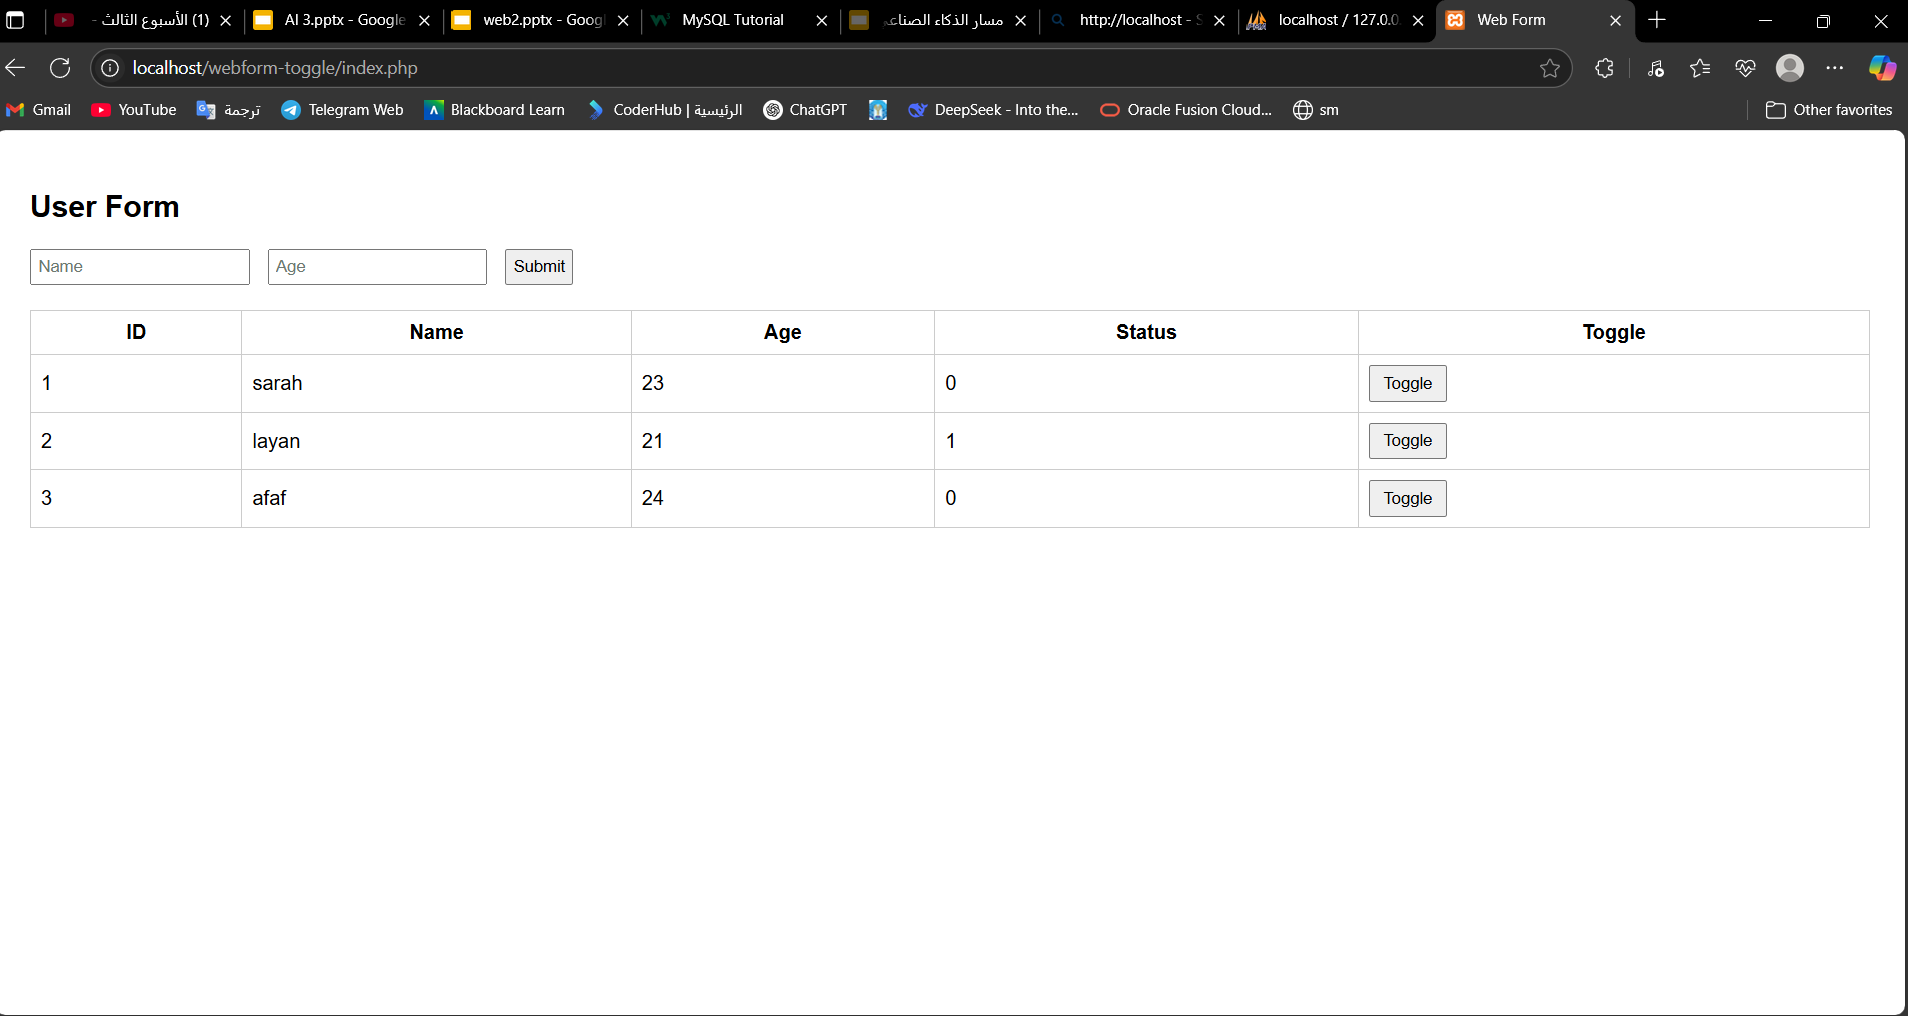 (1) الأسبوع الثالث -
AI 3.pptx - Google
web2.pptx - Goog
MySQL Tutorial
مسار الذكاء الصناع
http://localhost - S
localhost / 127.0.0.
Web Form
localhost/webform-toggle/index.php
Gmail
YouTube
ترجمة
Telegram Web
Blackboard Learn
CoderHub | الرئيسية
ChatGPT
DeepSeek - Into the...
Oracle Fusion Cloud...
sm
Other favorites
User Form
Name Age Submit
ID Name Age Status Toggle
1 sarah 23 0 Toggle
2 layan 21 1 Toggle
3 afaf 24 0 Toggle